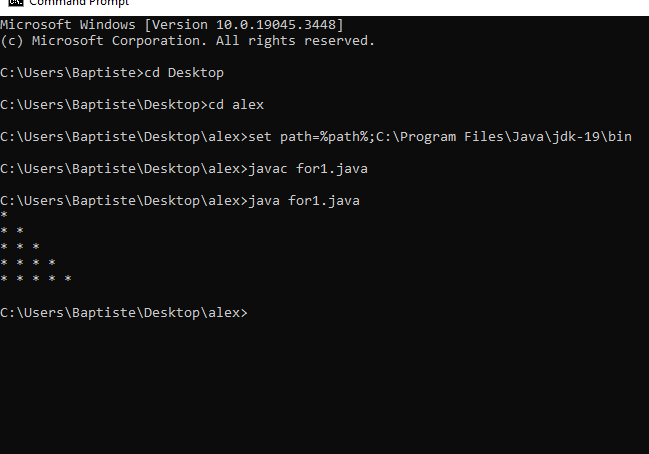 Command Prompt
Microsoft Windows [Version 10.0.19045.3448]
(c) Microsoft Corporation. All rights reserved.
C:\Users\Baptiste>cd Desktop
C:\Users\Baptiste\Desktop>cd alex
C:\Users\Baptiste\Desktop\alex>set path=%path%;C:\Program Files\Java\jdk-19\bin
C:\Users\Baptiste\Desktop\alex>javac for1.java
C:\Users\Baptiste\Desktop\alex>java for1.java
*
* *
* * *
* * * *
* * * * *
C:\Users\Baptiste\Desktop\alex>